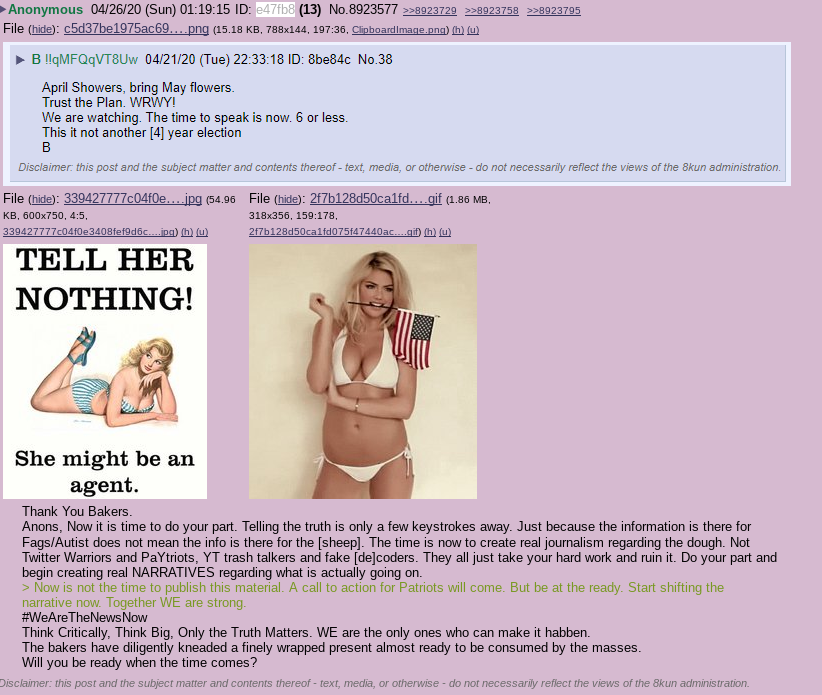 Anonymous 04/26/20 (Sun) 01:19:15 ID: e47fb8 (13) No.8923577 >>8923729 >>8923758 >>8923795
File (hide): c5d37be1975ac69….png (15.18 KB, 788x144, 197:36, ClipboardImage.png) (h) (u)
B !!qMFQqVT8Uw 04/21/20 (Tue) 22:33:18 ID: 8be84c No.38
April Showers, bring May flowers.
Trust the Plan. WRWY!
We are watching. The time to speak is now. 6 or less.
This it not another [4] year election
B
Disclaimer: this post and the subject matter and contents thereof - text, media, or otherwise - do not necessarily reflect the views of the 8kun administration.
File (hide): 339427777c04f0e….jpg (54.96
KB, 600x750, 4:5,
339427777c04f0e3408fef9d6c….jpg) (h) (u)
File (hide): 2f7b128d50ca1fd….gif (1.86 MB,
318x356, 159:178,
2f7b128d50ca1fd075f47440ac….gif) (h) (u)
TELL HER
NOTHING!
She might be an
agent.
Thank You Bakers.
Anons, Now it is time to do your part. Telling the truth is only a few keystrokes away. Just because the information is there for
Fags/Autist does not mean the info is there for the [sheep]. The time is now to create real journalism regarding the dough. Not
Twitter Warriors and PaYtriots, YT trash talkers and fake [de]coders. They all just take your hard work and ruin it. Do your part and
begin creating real NARRATIVES regarding what is actually going on.
> Now is not the time to publish this material. A call to action for Patriots will come. But be at the ready. Start shifting the
narrative now. Together WE are strong.
#WeAreTheNewsNow
Think Critically, Think Big, Only the Truth Matters. WE are the only ones who can make it habben.
The bakers have diligently kneaded a finely wrapped present almost ready to be consumed by the masses.
Will you be ready when the time comes?
Disclaimer: this post and the subject matter and contents thereof - text, media, or otherwise - do not necessarily reflect the views of the 8kun administration.